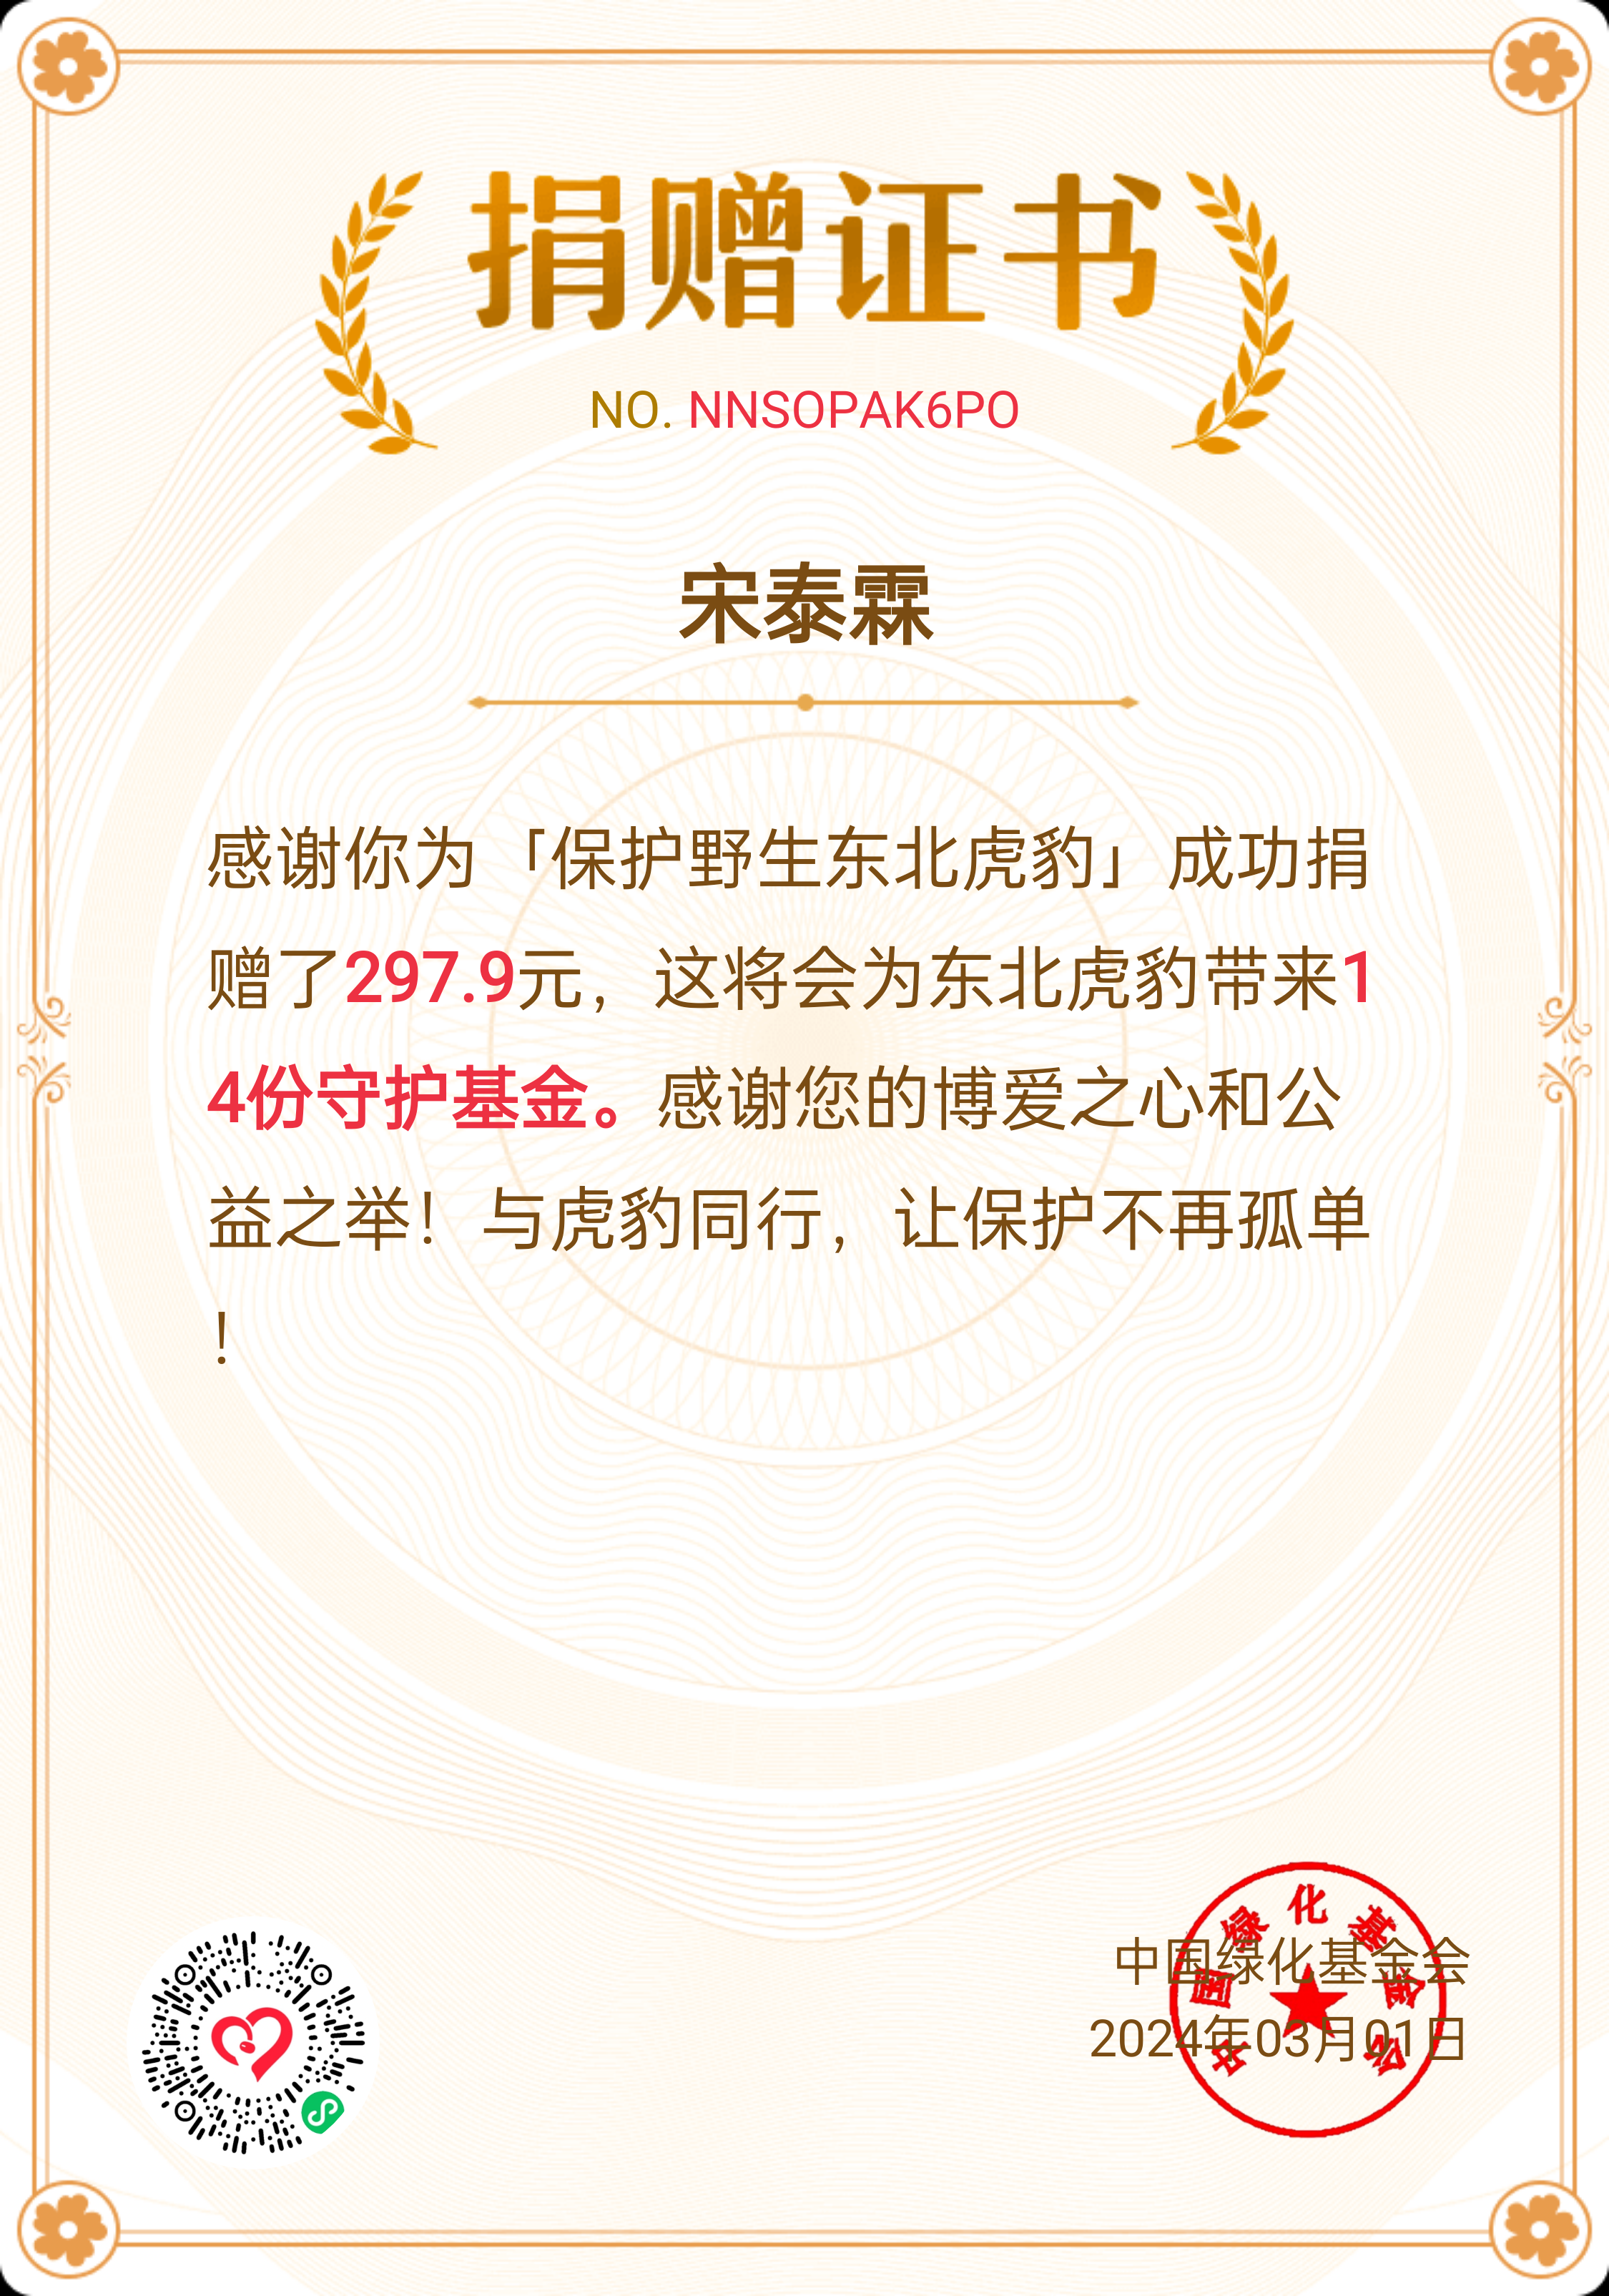 捐赠证书
NO. NNSOPAK6PO
宋泰霖
感谢你为「保护野生东北虎豹」成功捐
赠了297.9元，这将会为东北虎豹带来1
4份守护基金。感谢您的博爱之心和公
益之举！与虎豹同行，让保护不再孤单
！
中国绿化基金会
中国绿化基金会
2024年03月01日